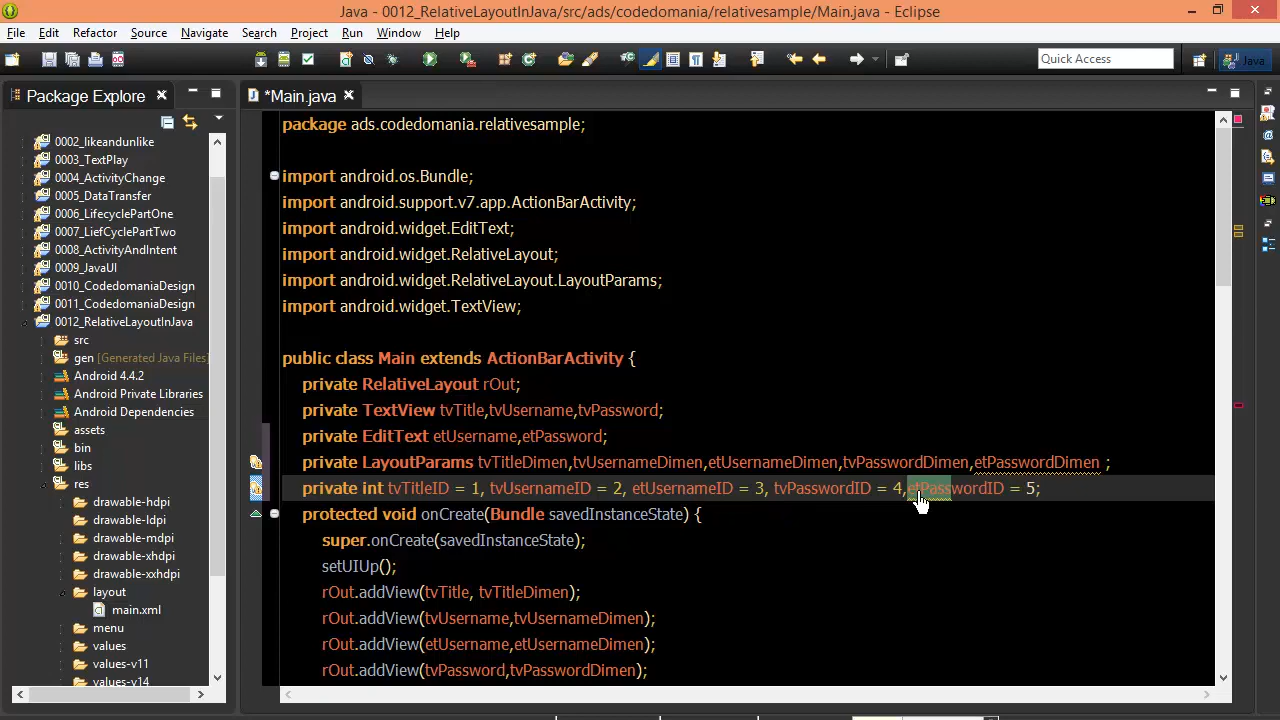 Java - 0012_RelativeLayoutInJava/src/ads/codedomania/relativesample/Main.java - Eclipse
File Edit Refactor Source Navigate Search Project Run Window Help
Quick Access
Java
Package Explore
*Main.java
0002_likeandunlike
0003_TextPlay
0004_ActivityChange
0005_DataTransfer
0006_LifecyclePartOne
0007_LiefCyclePartTwo
0008_ActivityAndIntent
0009_JavaUI
0010_CodedomaniaDesign
0011_CodedomaniaDesign
0012_RelativeLayoutInJava
src
gen [Generated Java Files]
Android 4.4.2
Android Private Libraries
Android Dependencies
assets
bin
libs
res
drawable-hdpi
drawable-ldpi
drawable-mdpi
drawable-xhdpi
drawable-xxhdpi
layout
main.xml
menu
values
values-v11
values-v14
package ads.codedomania.relativesample;
import android.os.Bundle;
import android.support.v7.app.ActionBarActivity;
import android.widget.EditText;
import android.widget.RelativeLayout;
import android.widget.RelativeLayout.LayoutParams;
import android.widget.TextView;
public class Main extends ActionBarActivity {
private RelativeLayout rOut;
private TextView tvTitle,tvUsername,tvPassword;
private EditText etUsername,etPassword;
private LayoutParams tvTitleDimen,tvUsernameDimen,etUsernameDimen,tvPasswordDimen,etPasswordDimen ;
private int tvTitleID = 1, tvUsernameID = 2, etUsernameID = 3, tvPasswordID = 4,etPasswordID = 5;
protected void onCreate(Bundle savedInstanceState) {
super.onCreate(savedInstanceState);
setUIUp();
rOut.addView(tvTitle, tvTitleDimen);
rOut.addView(tvUsername,tvUsernameDimen);
rOut.addView(etUsername,etUsernameDimen);
rOut.addView(tvPassword,tvPasswordDimen);